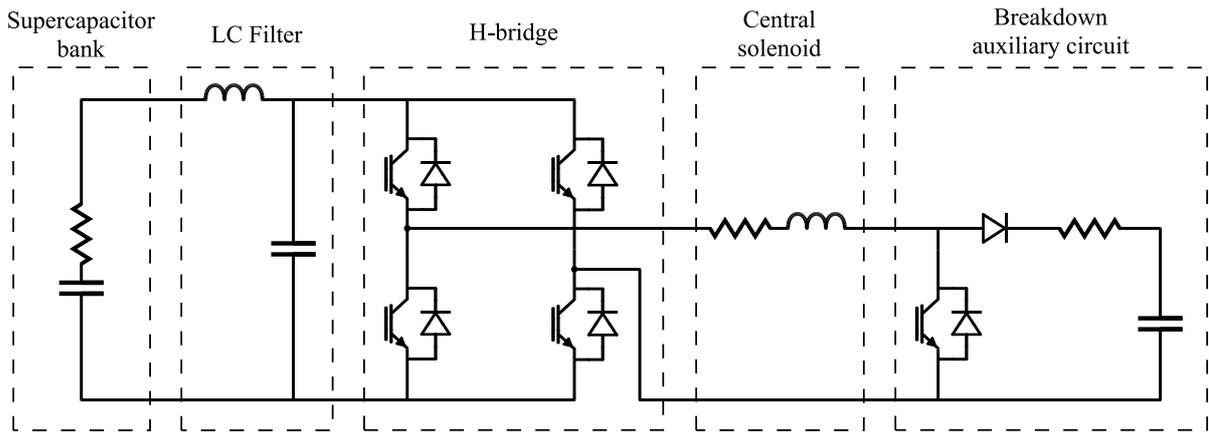 Supercapacitor
bank
LC Filter
H-bridge
Central
solenoid
Breakdown
auxiliary circuit